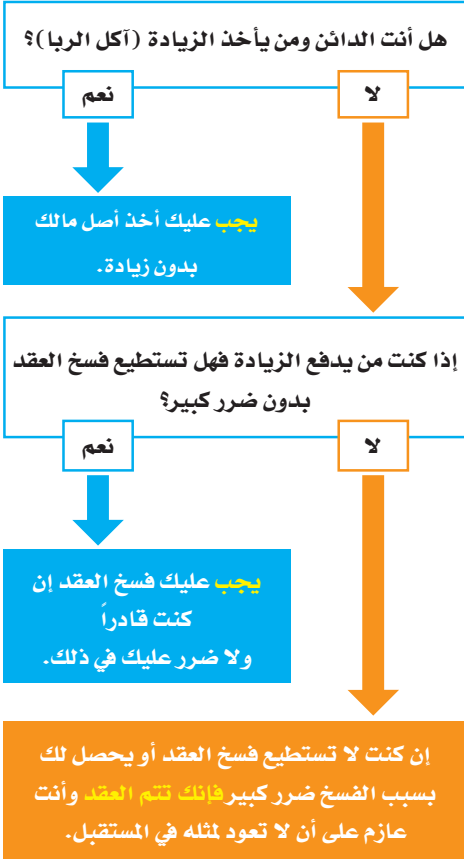 هل أنت الدائن ومن يأخذ الزيادة (آكل الربا)؟
لا
نعم
يجب عليك أخذ أصل مالك
بدون زيادة.
إذا كنت من يدفع الزيادة فهل تستطيع فسخ العقد
بدون ضرر كبير؟
لا
نعم
يجب عليك فسخ العقد إن
كنت قادراً
ولا ضرر عليك في ذلك.
إن كنت لا تستطيع فسخ العقد أو يحصل لك
بسبب الفسخ ضرر كبير فإنك تتم العقد وأنت
عازم على أن لا تعود لمثله في المستقبل.